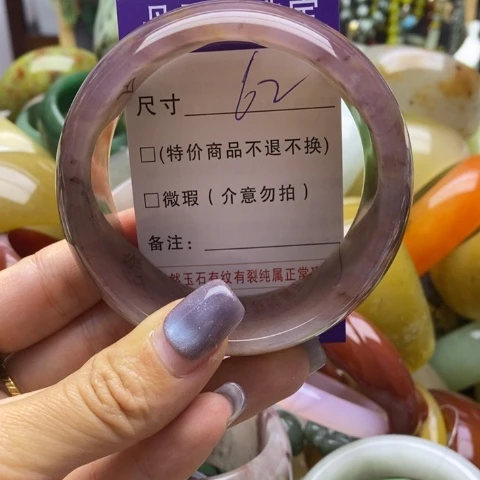 尺寸 62
□(特价商品不退不换)
□微瑕(介意勿拍)
备注:
然玉石有纹有裂纯属正常